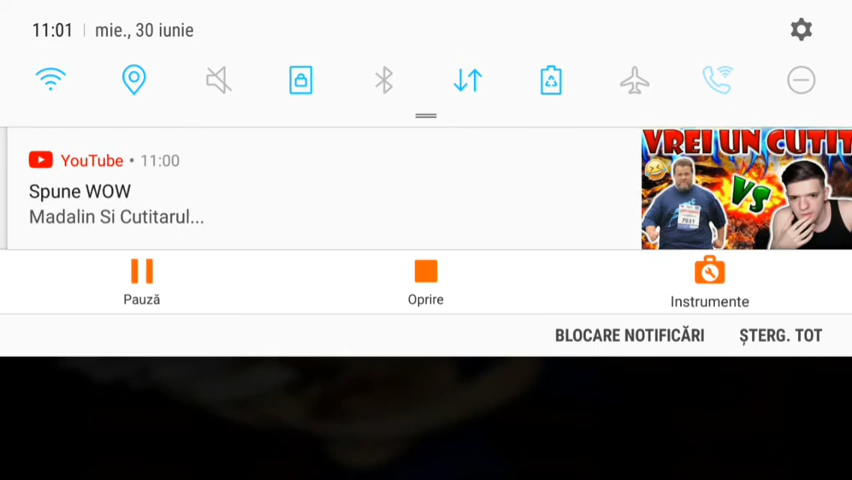 11:01 | mie., 30 iunie
YouTube • 11:00
Spune WOW
Madalin Si Cutitarul...
VREI UN CUTIT
VS
7031
Pauză
Oprire
Instrumente
BLOCARE NOTIFICĂRI
ȘTERG. TOT